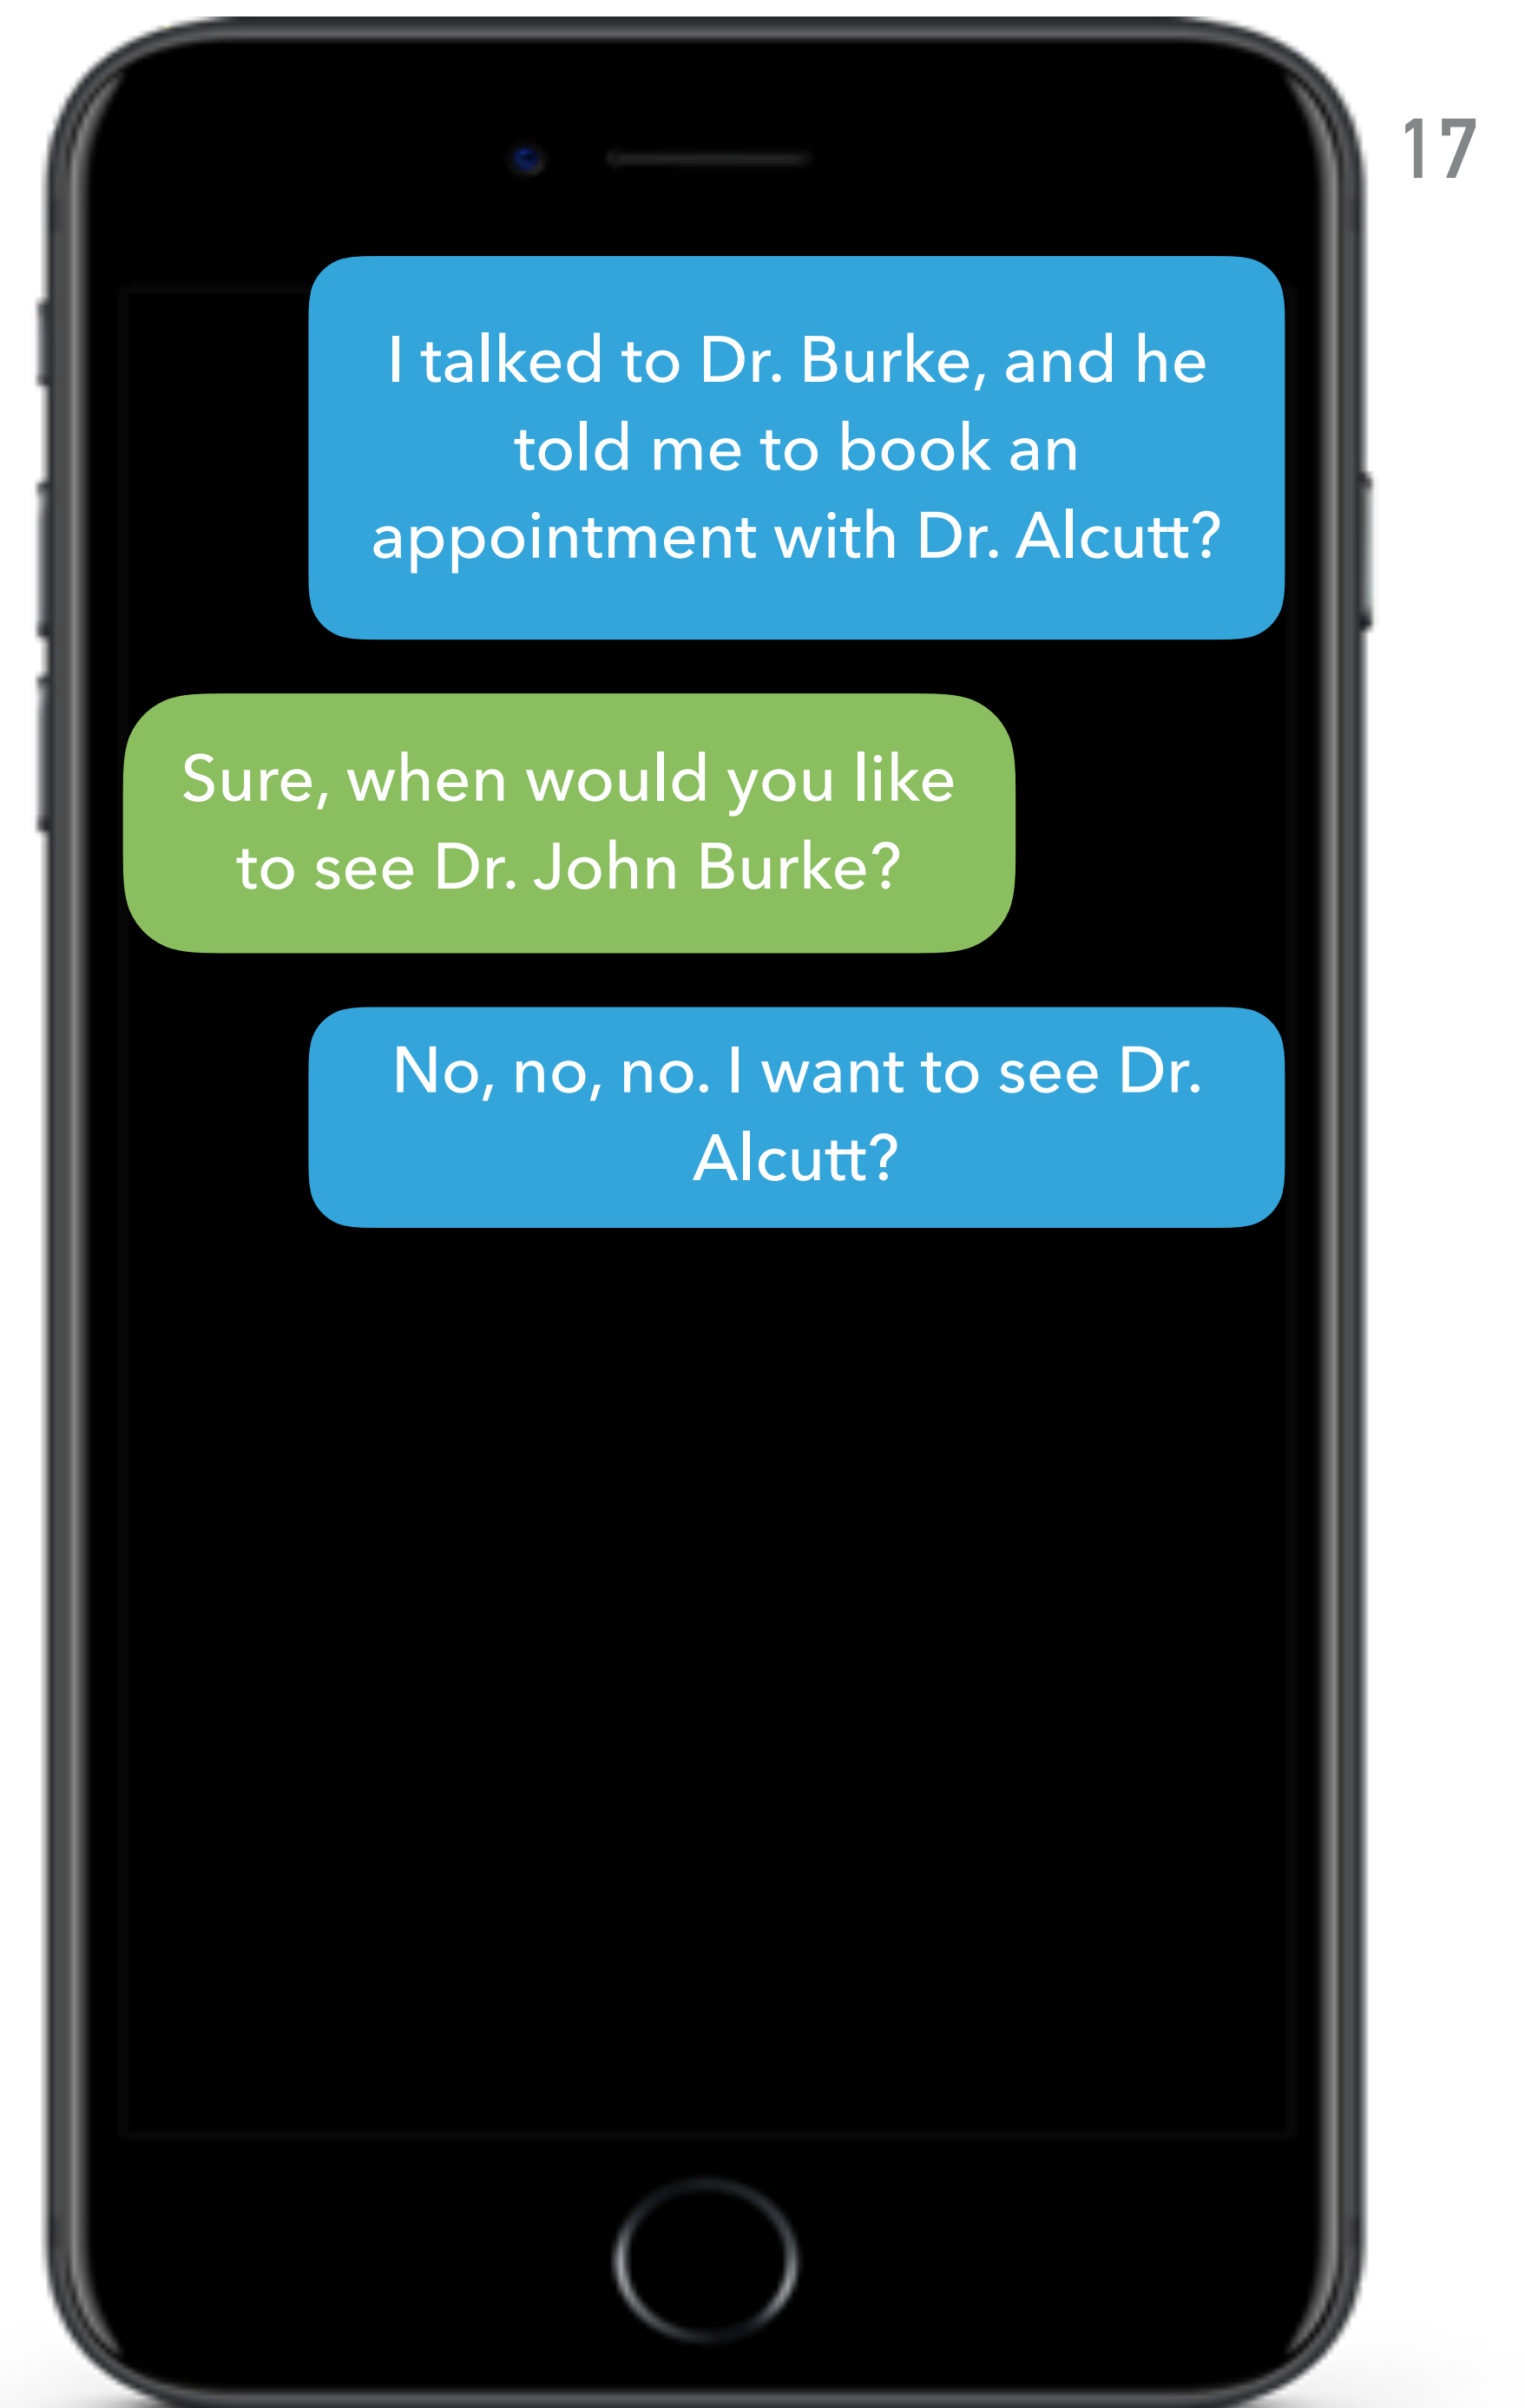 17
I talked to Dr. Burke, and he
told me to book an
appointment with Dr. Alcutt?
Sure, when would you like
to see Dr. John Burke?
No, no, no. I want to see Dr.
Alcutt?